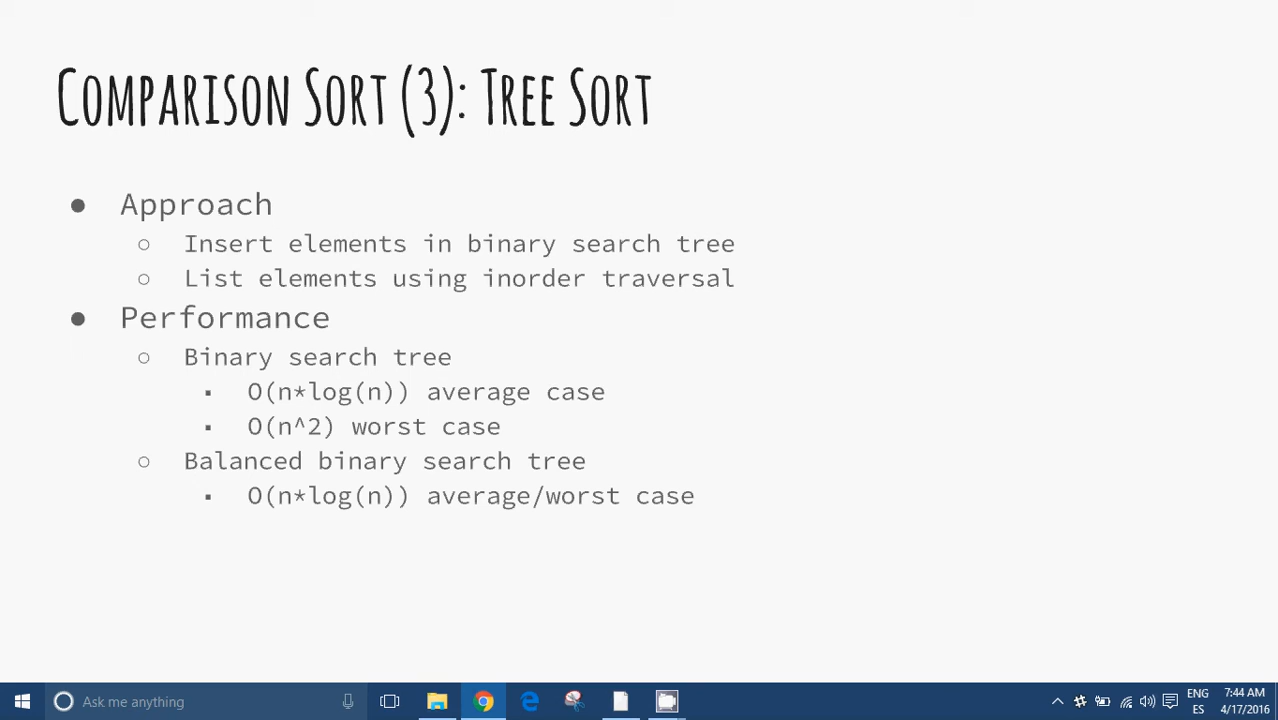 Comparison Sort (3): Tree Sort
● Approach
○ Insert elements in binary search tree
○ List elements using inorder traversal
● Performance
○ Binary search tree
▪ O(n*log(n)) average case
▪ O(n^2) worst case
○ Balanced binary search tree
▪ O(n*log(n)) average/worst case
Ask me anything
ENG
ES
7:44 AM
4/17/2016